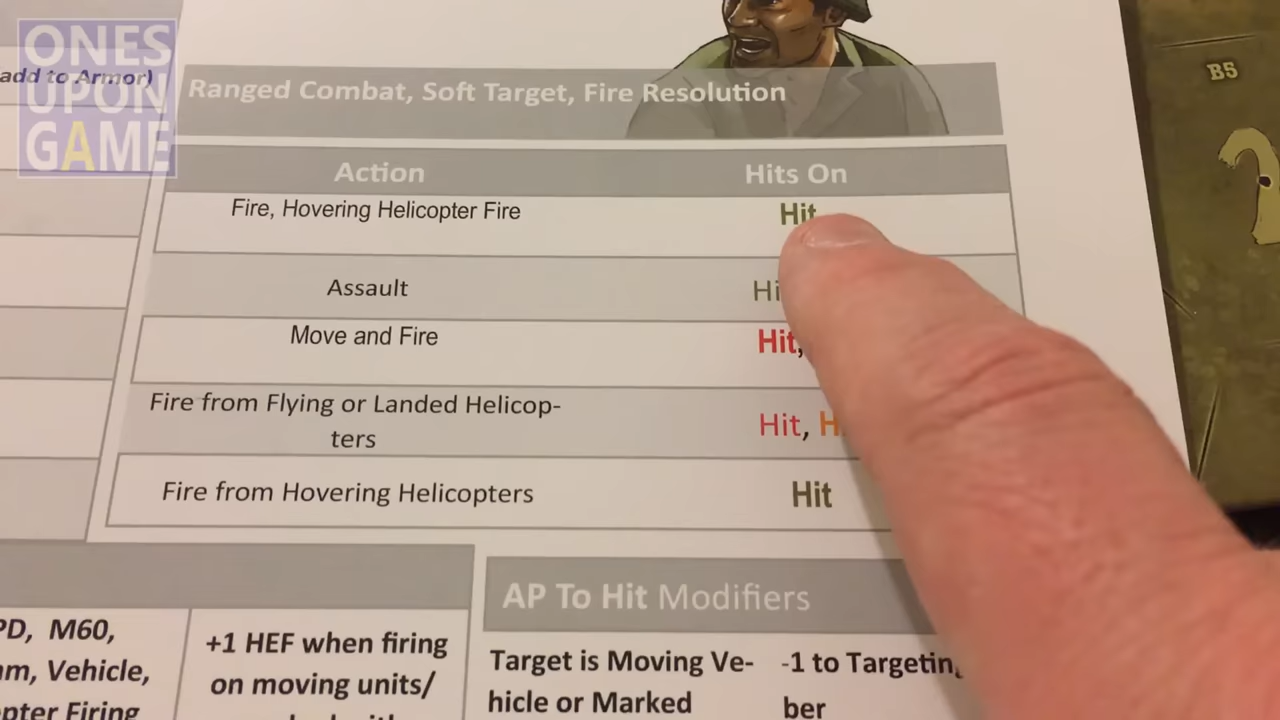 ONES
UPON
GAME
add to Armor)
Ranged Combat, Soft Target, Fire Resolution
Action Hits On
Fire, Hovering Helicopter Fire Hit
Assault
Move and Fire Hit,
Fire from Flying or Landed Helicop-
ters Hit,
Fire from Hovering Helicopters Hit
AP To Hit Modifiers
PD, M60,
Vehicle,
Firing
+1 HEF when firing
on moving units/
Target is Moving Ve-
hicle or Marked
-1 to
ber
B5
2